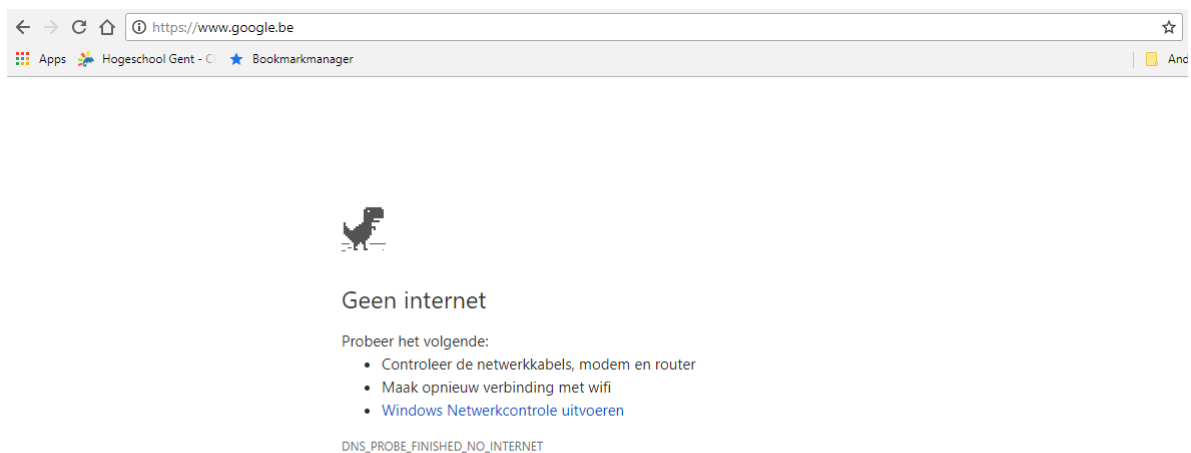 https://www.google.be
Apps Hogeschool Gent - C Bookmarkmanager And
Geen internet
Probeer het volgende:
Controleer de netwerkkabels, modem en router
Maak opnieuw verbinding met wifi
Windows Netwerkcontrole uitvoeren
DNS_PROBE_FINISHED_NO_INTERNET